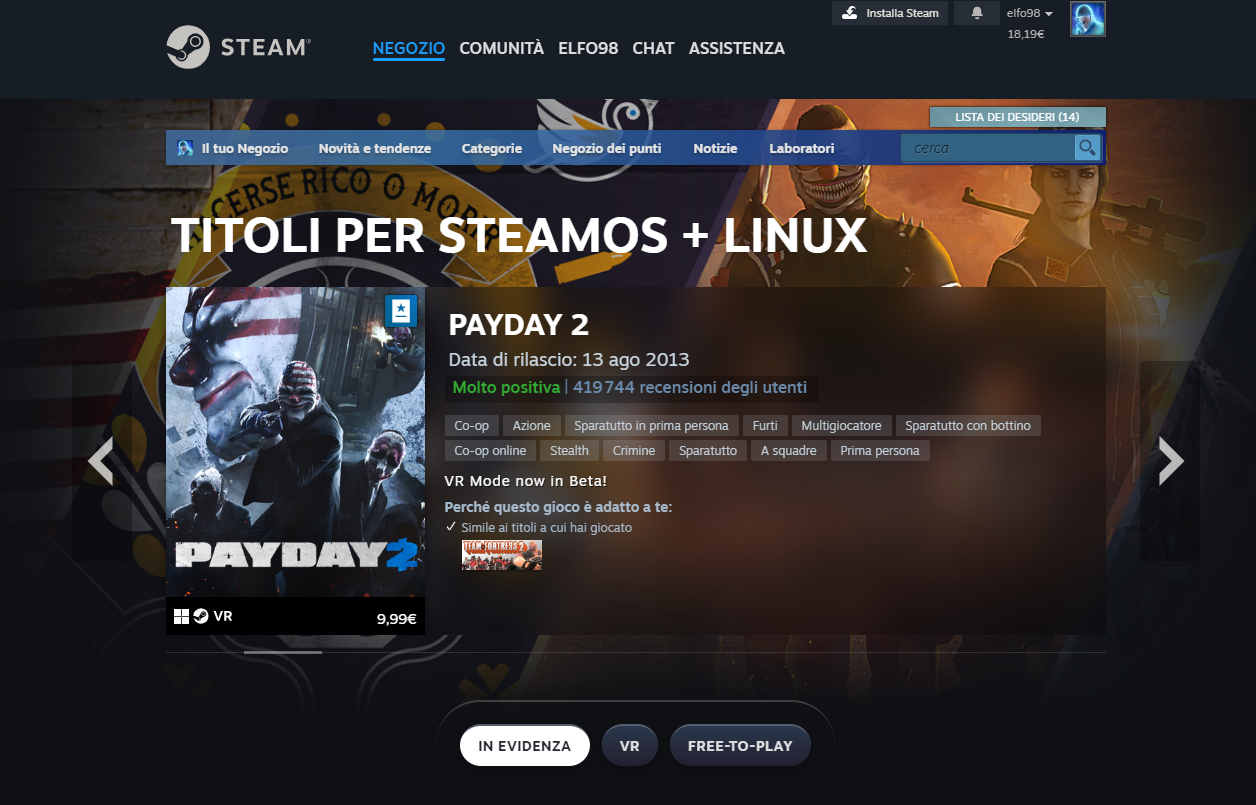 Installa Steam
elfo98
18,19€
STEAM®
NEGOZIO COMUNITÀ ELFO98 CHAT ASSISTENZA
LISTA DEI DESIDERI (14)
Il tuo Negozio Novità e tendenze Categorie Negozio dei punti Notizie Laboratori cerca
CERSE RICO O MORIR
TITOLI PER STEAMOS + LINUX
PAYDAY 2
Data di rilascio: 13 ago 2013
Molto positiva | 419 744 recensioni degli utenti
Co-op Azione Sparatutto in prima persona Furti Multigiocatore Sparatutto con bottino
Co-op online Stealth Crimine Sparatutto A squadre Prima persona
VR Mode now in Beta!
Perché questo gioco è adatto a te:
Simile ai titoli a cui hai giocato
TEAM FORTRESS 2
PAYDAY 2
VR 9,99€
IN EVIDENZA VR FREE-TO-PLAY